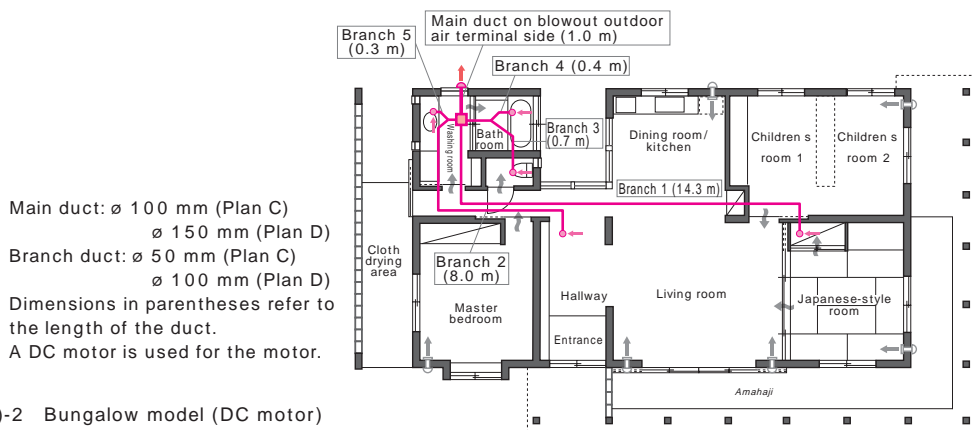 Main duct on blowout outdoor
air terminal side (1.0 m)
Branch 5
(0.3 m)
Branch 4 (0.4 m)
Branch 3
(0.7 m)
Washing room
Bath
room
Dining room/
kitchen
Children s
room 1
Children s
room 2
Branch 1 (14.3 m)
Main duct: ø 100 mm (Plan C)
ø 150 mm (Plan D)
Branch duct: ø 50 mm (Plan C)
ø 100 mm (Plan D)
Dimensions in parentheses refer to
the length of the duct.
A DC motor is used for the motor.
Cloth
drying
area
Branch 2
(8.0 m)
Master
bedroom
Hallway
Entrance
Living room
Japanese-style
room
Amahaji
)-2 Bungalow model (DC motor)